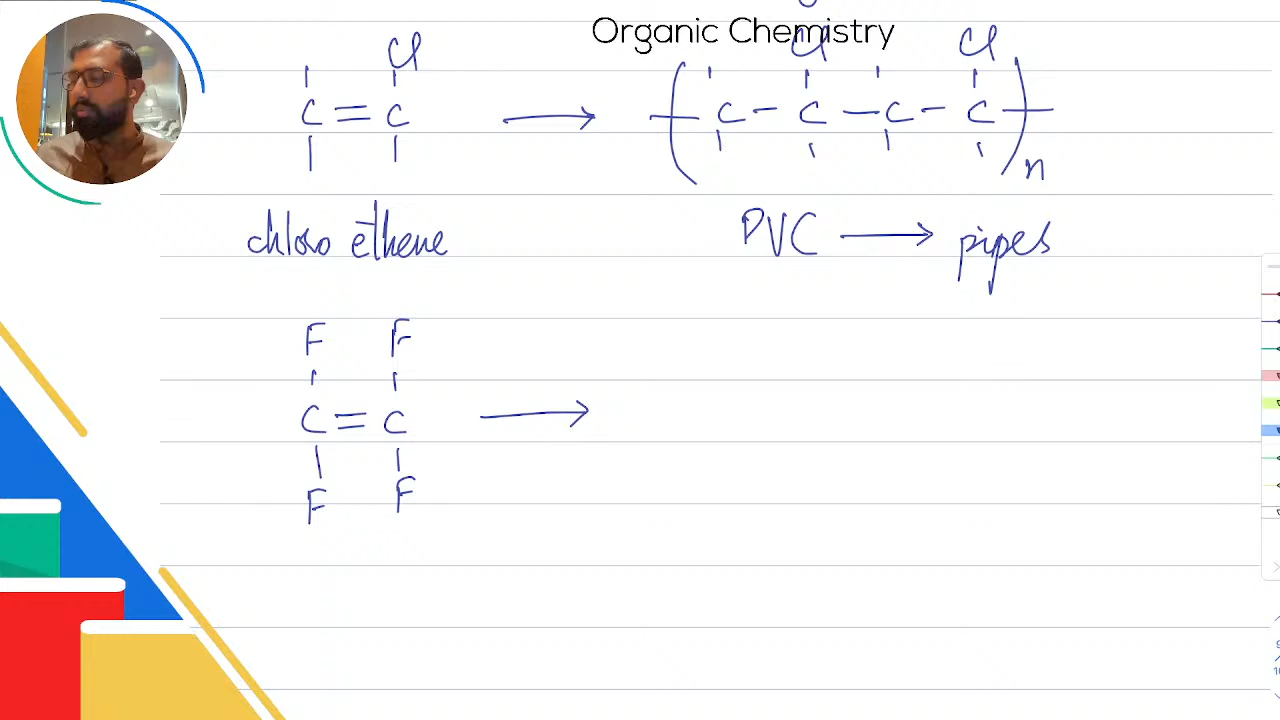 Organic Chemistry
Cl Cl Cl
C = C → ( C - C - C - C ) n
chloro ethene PVC → pipes
F F
C = C →
F F